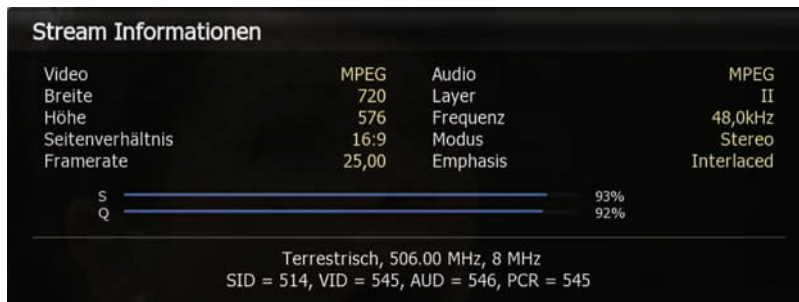 Stream Informationen
Video MPEG Audio MPEG
Breite 720 Layer II
Höhe 576 Frequenz 48,0kHz
Seitenverhältnis 16:9 Modus Stereo
Framerate 25,00 Emphasis Interlaced
S 93%
Q 92%
Terrestrisch, 506.00 MHz, 8 MHz
SID = 514, VID = 545, AUD = 546, PCR = 545